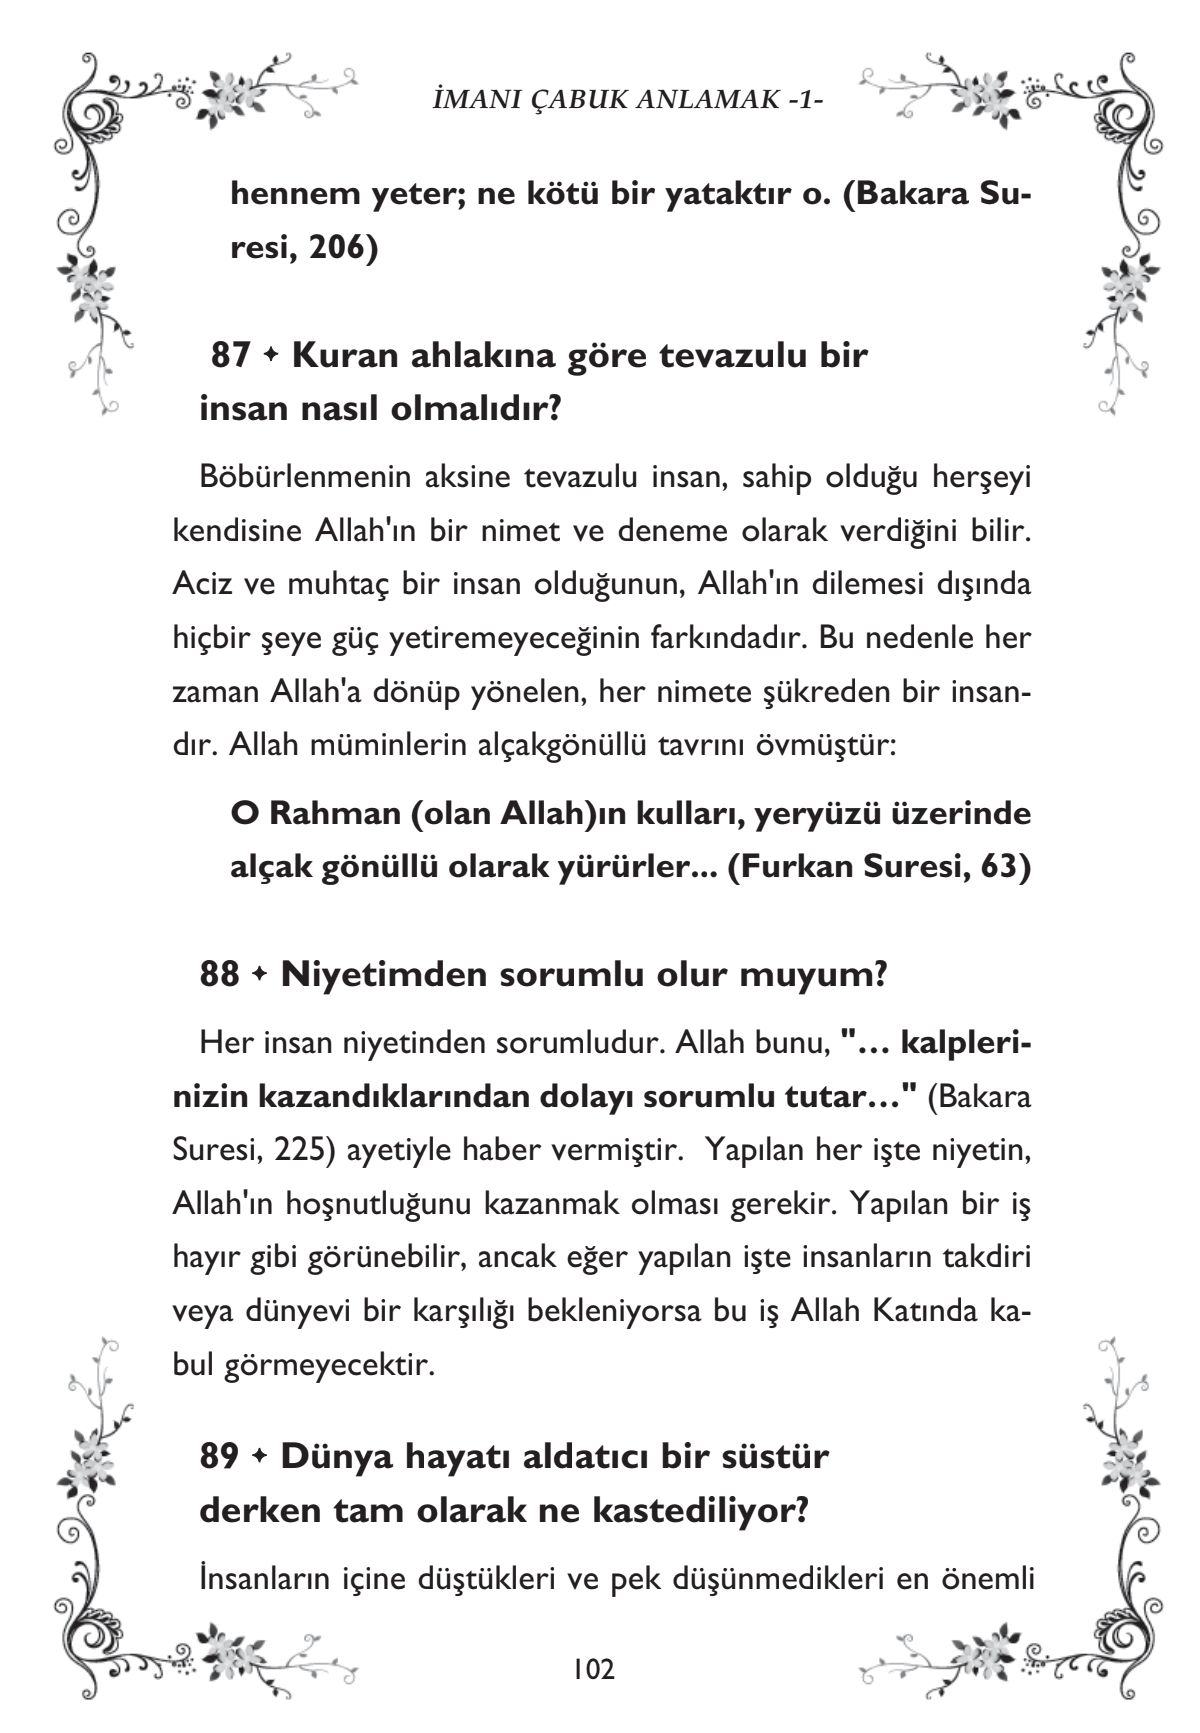 İMANI ÇABUK ANLAMAK -1-
hennem yeter; ne kötü bir yataktır o. (Bakara Su-
resi, 206)
87 ✦ Kuran ahlakına göre tevazulu bir
insan nasıl olmalıdır?
Böbürlenmenin aksine tevazulu insan, sahip olduğu herşeyi
kendisine Allah'ın bir nimet ve deneme olarak verdiğini bilir.
Aciz ve muhtaç bir insan olduğunun, Allah'ın dilemesi dışında
hiçbir şeye güç yetiremeyeceğinin farkındadır. Bu nedenle her
zaman Allah'a dönüp yönelen, her nimete şükreden bir insan-
dır. Allah müminlerin alçakgönüllü tavrını övmüştür:
O Rahman (olan Allah)ın kulları, yeryüzü üzerinde
alçak gönüllü olarak yürürler... (Furkan Suresi, 63)
88 ✦ Niyetimden sorumlu olur muyum?
Her insan niyetinden sorumludur. Allah bunu, "... kalpleri-
nizin kazandıklarından dolayı sorumlu tutar..." (Bakara
Suresi, 225) ayetiyle haber vermiştir. Yapılan her işte niyetin,
Allah'ın hoşnutluğunu kazanmak olması gerekir. Yapılan bir iş
hayır gibi görünebilir, ancak eğer yapılan işte insanların takdiri
veya dünyevi bir karşılığı bekleniyorsa bu iş Allah Katında ka-
bul görmeyecektir.
89 ✦ Dünya hayatı aldatıcı bir süstür
derken tam olarak ne kastediliyor?
İnsanların içine düştükleri ve pek düşünmedikleri en önemli
102